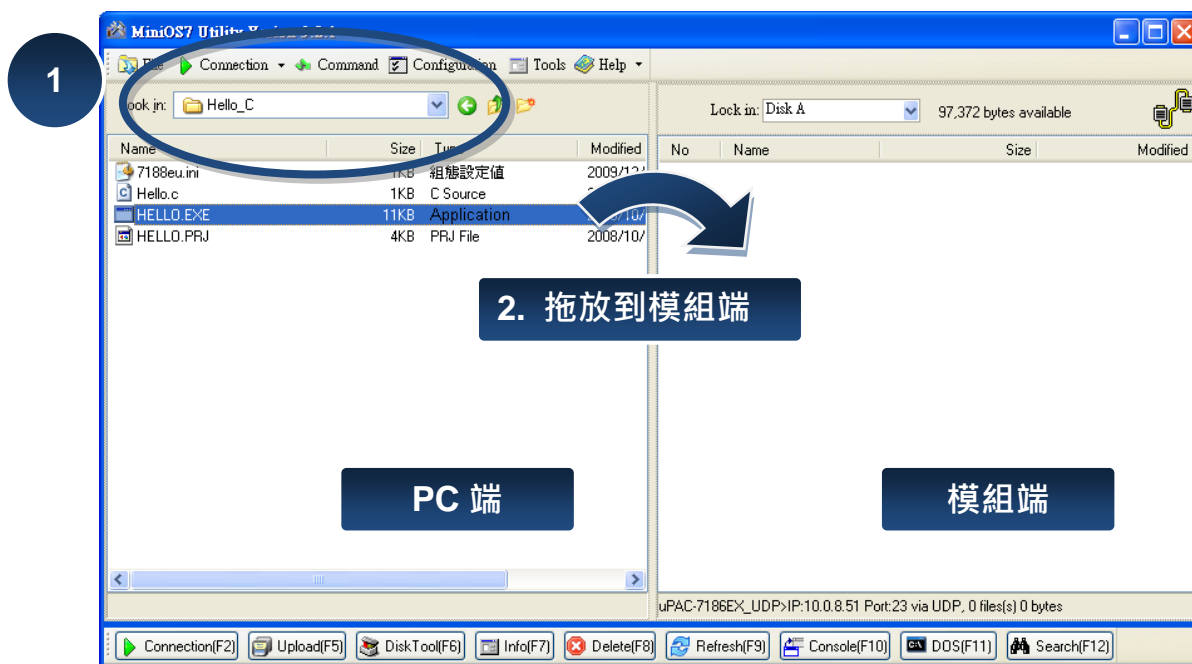 MiniOS7 Utility
1
File Connection Command Configuration Tools Help
Look in: Hello_C
Lock in: Disk A 97,372 bytes available
Name Size Type Modified
No Name Size Modified
7188eu.ini 1KB 組態設定值 2009/12/
Hello.c 1KB C Source
HELLO.EXE 11KB Application
HELLO.PRJ 4KB PRJ File 2008/10/
2. 拖放到模組端
PC 端
模組端
uPAC-7186EX_UDP>IP:10.0.8.51 Port:23 via UDP, 0 files(s) 0 bytes
Connection(F2) Upload(F5) DiskTool(F6) Info(F7) Delete(F8) Refresh(F9) Console(F10) DOS(F11) Search(F12)